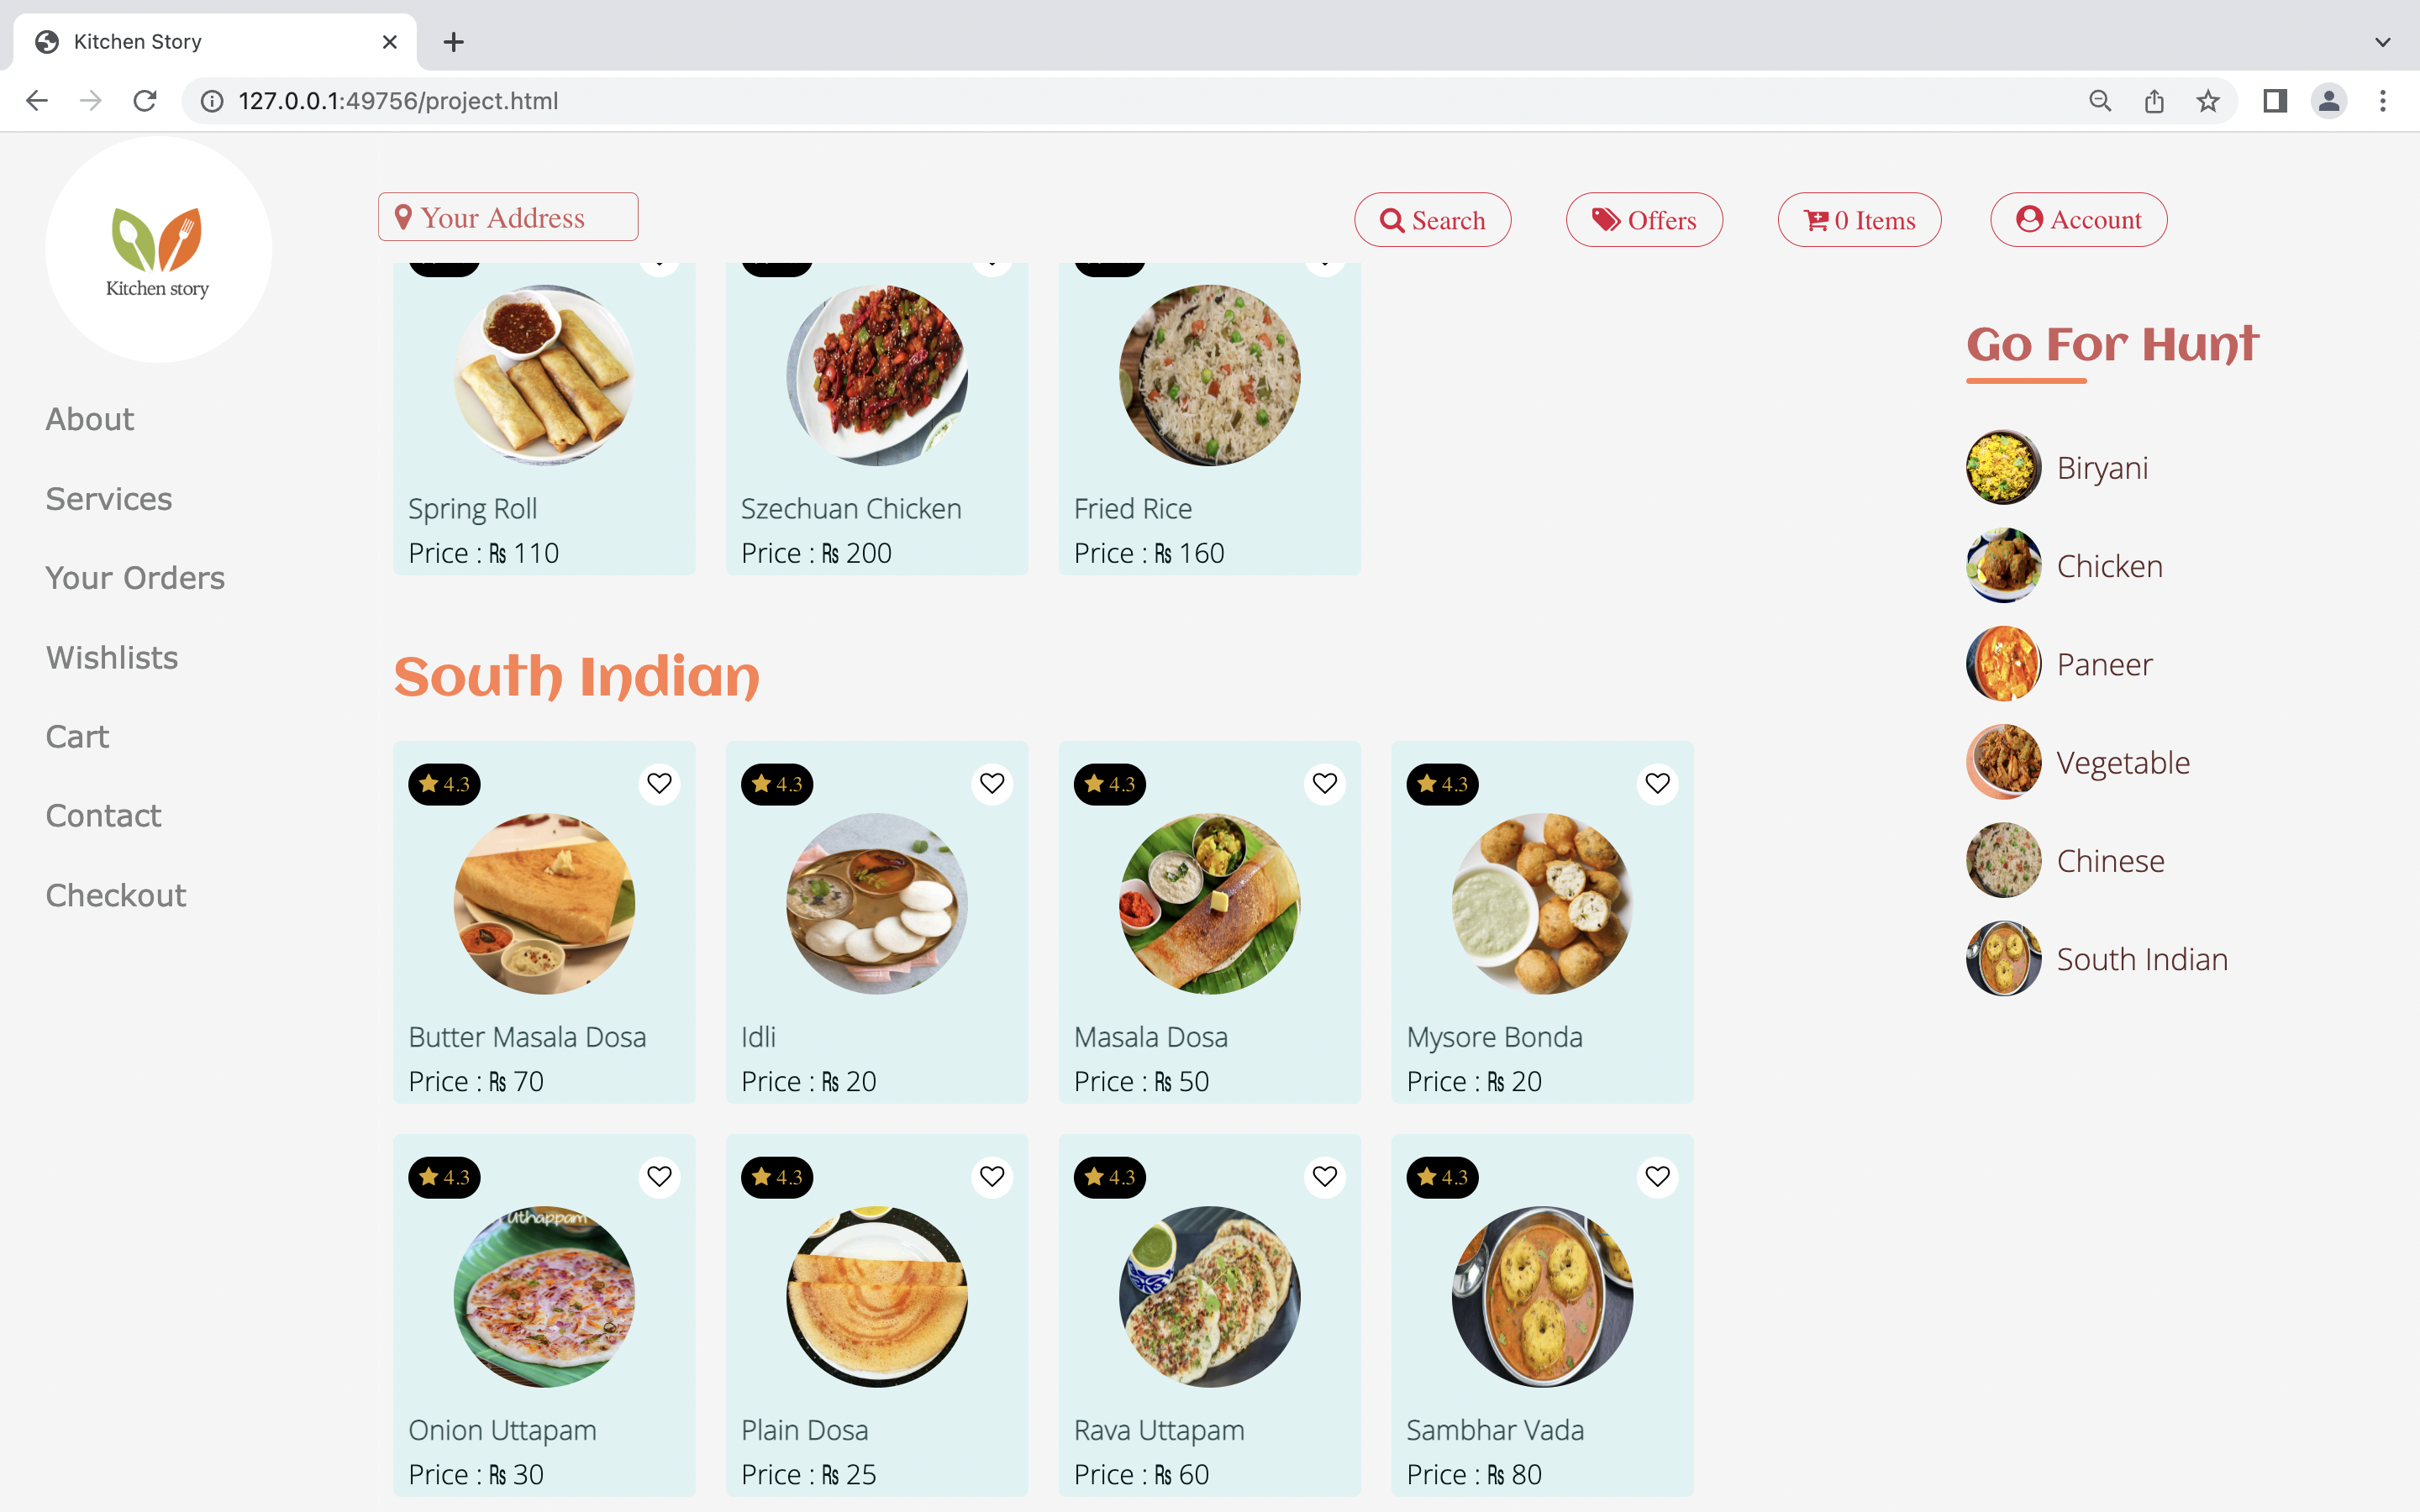 Kitchen Story
127.0.0.1:49756/project.html
Kitchen story
Your Address
Search
Offers
0 Items
Account
About
Services
Your Orders
Wishlists
Cart
Contact
Checkout
Spring Roll
Price : ₨ 110
Szechuan Chicken
Price : ₨ 200
Fried Rice
Price : ₨ 160
South Indian
4.3
Butter Masala Dosa
Price : ₨ 70
4.3
Idli
Price : ₨ 20
4.3
Masala Dosa
Price : ₨ 50
4.3
Mysore Bonda
Price : ₨ 20
4.3
Uthappam
Onion Uttapam
Price : ₨ 30
4.3
Plain Dosa
Price : ₨ 25
4.3
Rava Uttapam
Price : ₨ 60
4.3
Sambhar Vada
Price : ₨ 80
Go For Hunt
Biryani
Chicken
Paneer
Vegetable
Chinese
South Indian